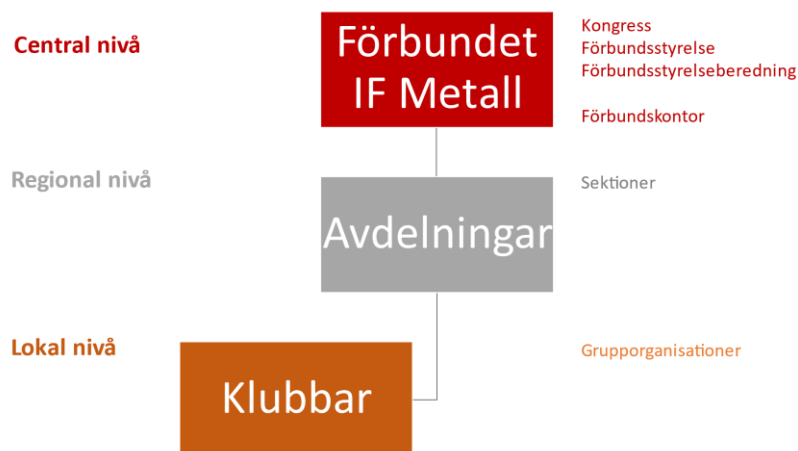 Central nivå
Förbundet
IF Metall
Kongress
Förbundsstyrelse
Förbundsstyrelseberedning
Förbundskontor
Regional nivå
Avdelningar
Sektioner
Lokal nivå
Klubbar
Grupporganisationer